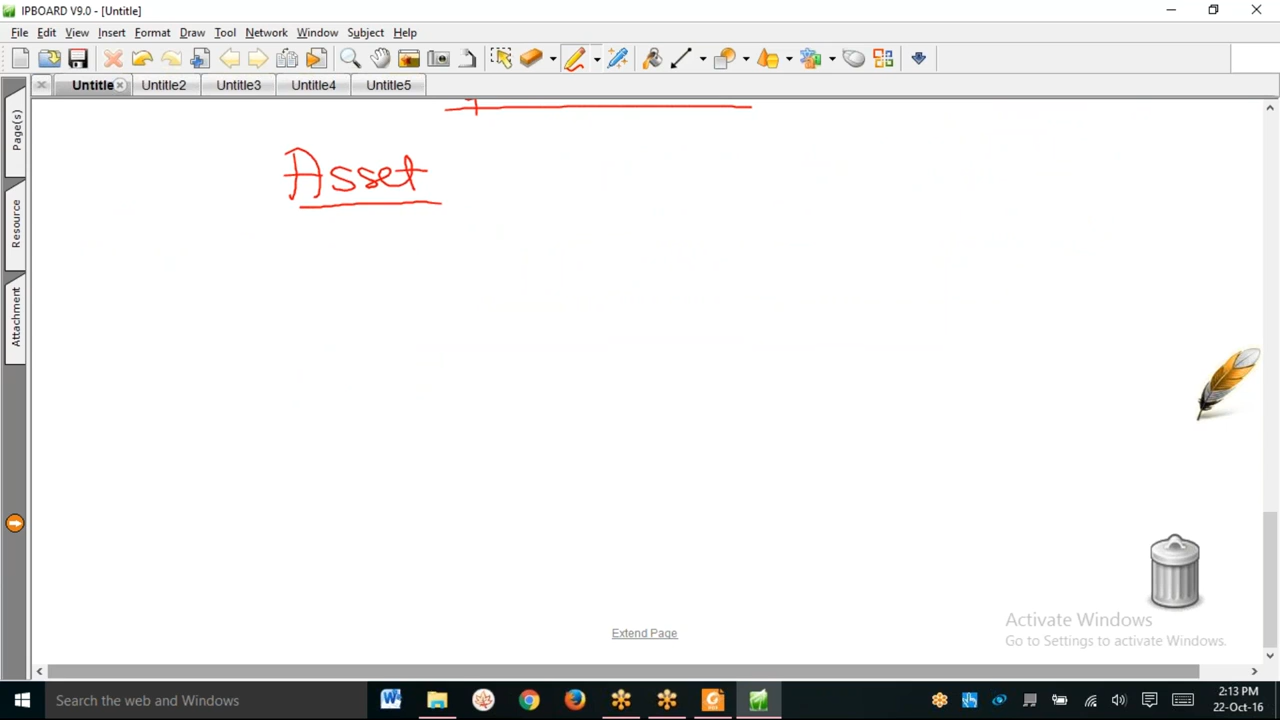 IPBOARD V9.0 - [Untitle]
File Edit View Insert Format Draw Tool Network Window Subject Help
Untitle Untitle2 Untitle3 Untitle4 Untitle5
Page(s)
Resource
Attachment
Asset
Activate Windows
Go to Settings to activate Windows.
Extend Page
Search the web and Windows
2:13 PM
22-Oct-16